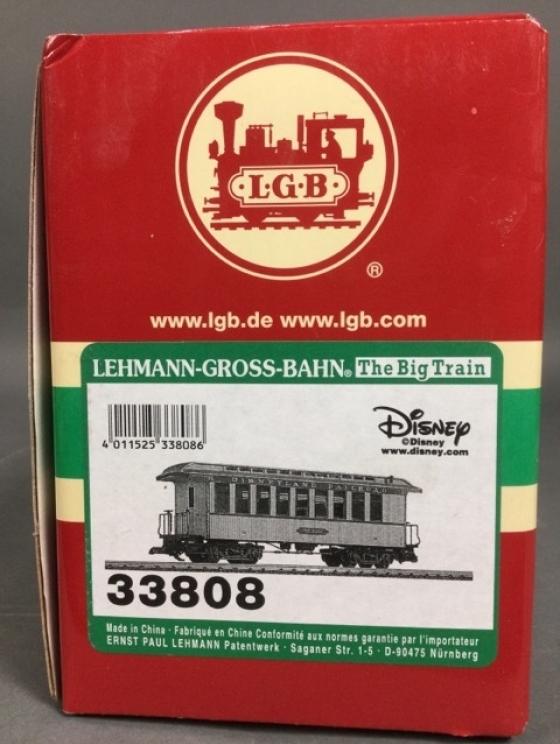 L·G·B·
®
www.lgb.de www.lgb.com
LEHMANN-GROSS-BAHN® The Big Train
4 011525 338086
Disney
©Disney
www.disney.com
DISNEYLAND RAILROAD
33808
Made in China · Fabriqué en Chine Conformité aux normes garantie par l'importateur
ERNST PAUL LEHMANN Patentwerk · Saganer Str. 1-5 · D-90475 Nürnberg